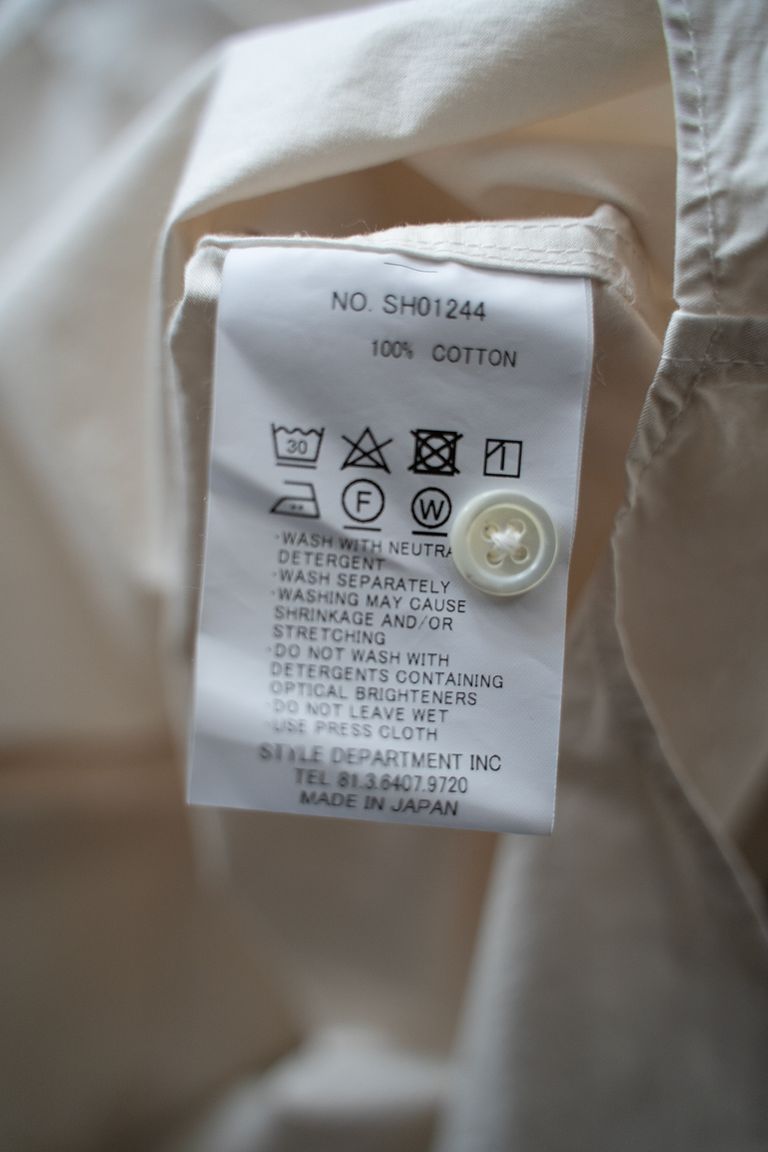 NO. SH01244
100% COTTON
30
F
W
·WASH WITH NEUTRA
DETERGENT
·WASH SEPARATELY
·WASHING MAY CAUSE
SHRINKAGE AND/OR
STRETCHING
·DO NOT WASH WITH
DETERGENTS CONTAINING
OPTICAL BRIGHTENERS
·DO NOT LEAVE WET
·USE PRESS CLOTH
STYLE DEPARTMENT INC
TEL 81.3.6407.9720
MADE IN JAPAN